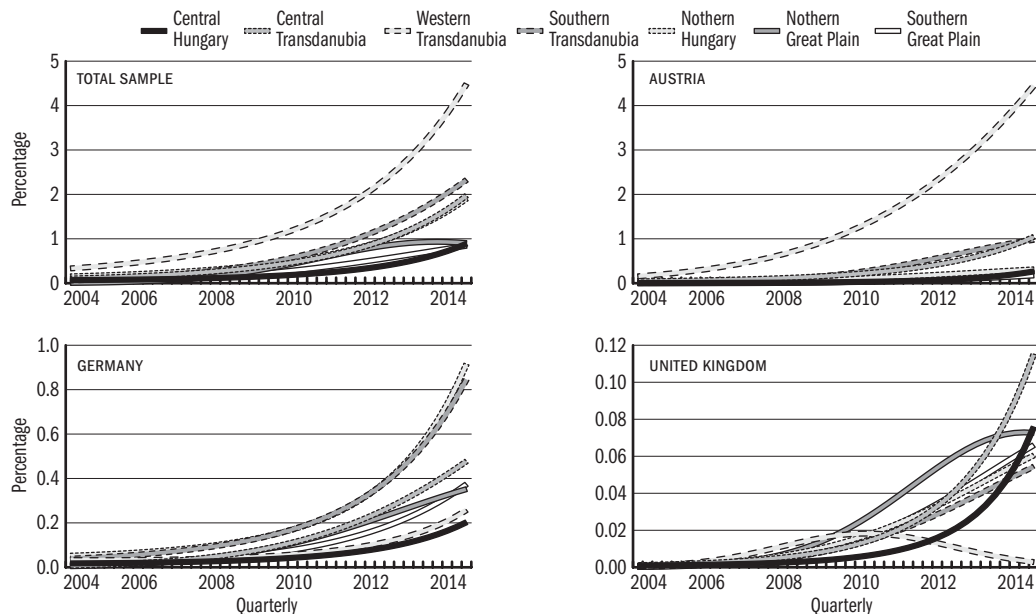 Central Hungary
Central Transdanubia
Western Transdanubia
Southern Transdanubia
Nothern Hungary
Nothern Great Plain
Southern Great Plain
TOTAL SAMPLE
Percentage
5
4
3
2
1
0
2004 2006 2008 2010 2012 2014
AUSTRIA
5
4
3
2
1
0
2004 2006 2008 2010 2012 2014
GERMANY
Percentage
1.0
0.8
0.6
0.4
0.2
0.0
2004 2006 2008 2010 2012 2014
Quarterly
UNITED KINGDOM
0.12
0.10
0.08
0.06
0.04
0.02
0.00
2004 2006 2008 2010 2012 2014
Quarterly